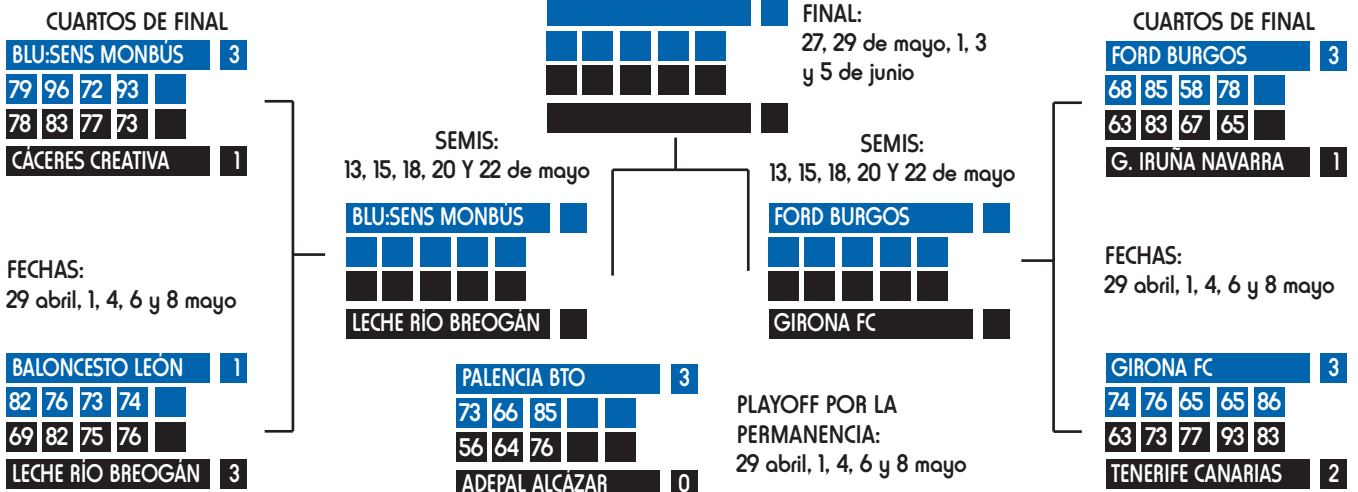 CUARTOS DE FINAL
BLU:SENS MONBÚS 3
79 96 72 93
78 83 77 73
CÁCERES CREATIVA 1
FECHAS:
29 abril, 1, 4, 6 y 8 mayo
BALONCESTO LEÓN 1
82 76 73 74
69 82 75 76
LECHE RÍO BREOGÁN 3
SEMIS:
13, 15, 18, 20 Y 22 de mayo
BLU:SENS MONBÚS
LECHE RÍO BREOGÁN
FINAL:
27, 29 de mayo, 1, 3
y 5 de junio
SEMIS:
13, 15, 18, 20 Y 22 de mayo
FORD BURGOS
GIRONA FC
PALENCIA BTO 3
73 66 85
56 64 76
ADEPAL ALCÁZAR 0
PLAYOFF POR LA
PERMANENCIA:
29 abril, 1, 4, 6 y 8 mayo
CUARTOS DE FINAL
FORD BURGOS 3
68 85 58 78
63 83 67 65
G. IRUÑA NAVARRA 1
FECHAS:
29 abril, 1, 4, 6 y 8 mayo
GIRONA FC 3
74 76 65 65 86
63 73 77 93 83
TENERIFE CANARIAS 2